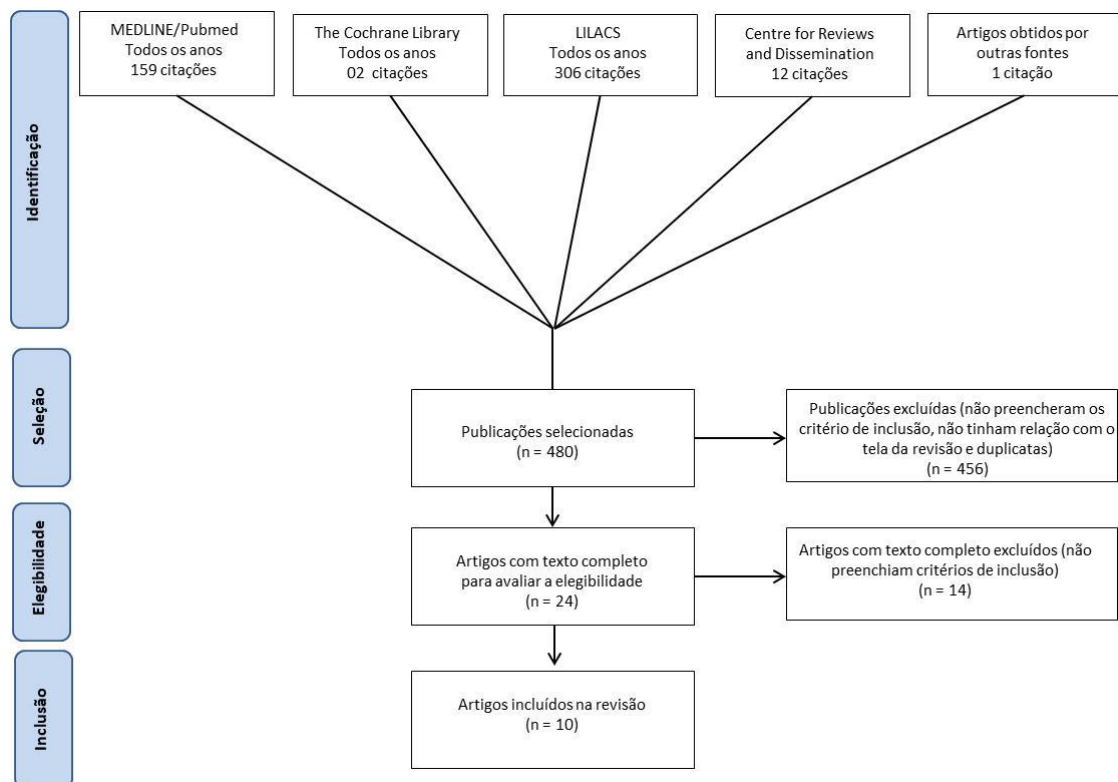 Identificação
MEDLINE/Pubmed
Todos os anos
159 citações
The Cochrane Library
Todos os anos
02 citações
LILACS
Todos os anos
306 citações
Centre for Reviews
and Dissemination
12 citações
Artigos obtidos por
outras fontes
1 citação
Seleção
Publicações selecionadas
(n = 480)
Publicações excluídas (não preencheram os
critério de inclusão, não tinham relação com o
tela da revisão e duplicatas)
(n = 456)
Elegibilidade
Artigos com texto completo
para avaliar a elegibilidade
(n = 24)
Artigos com texto completo excluídos (não
preenchiam critérios de inclusão)
(n = 14)
Inclusão
Artigos incluídos na revisão
(n = 10)